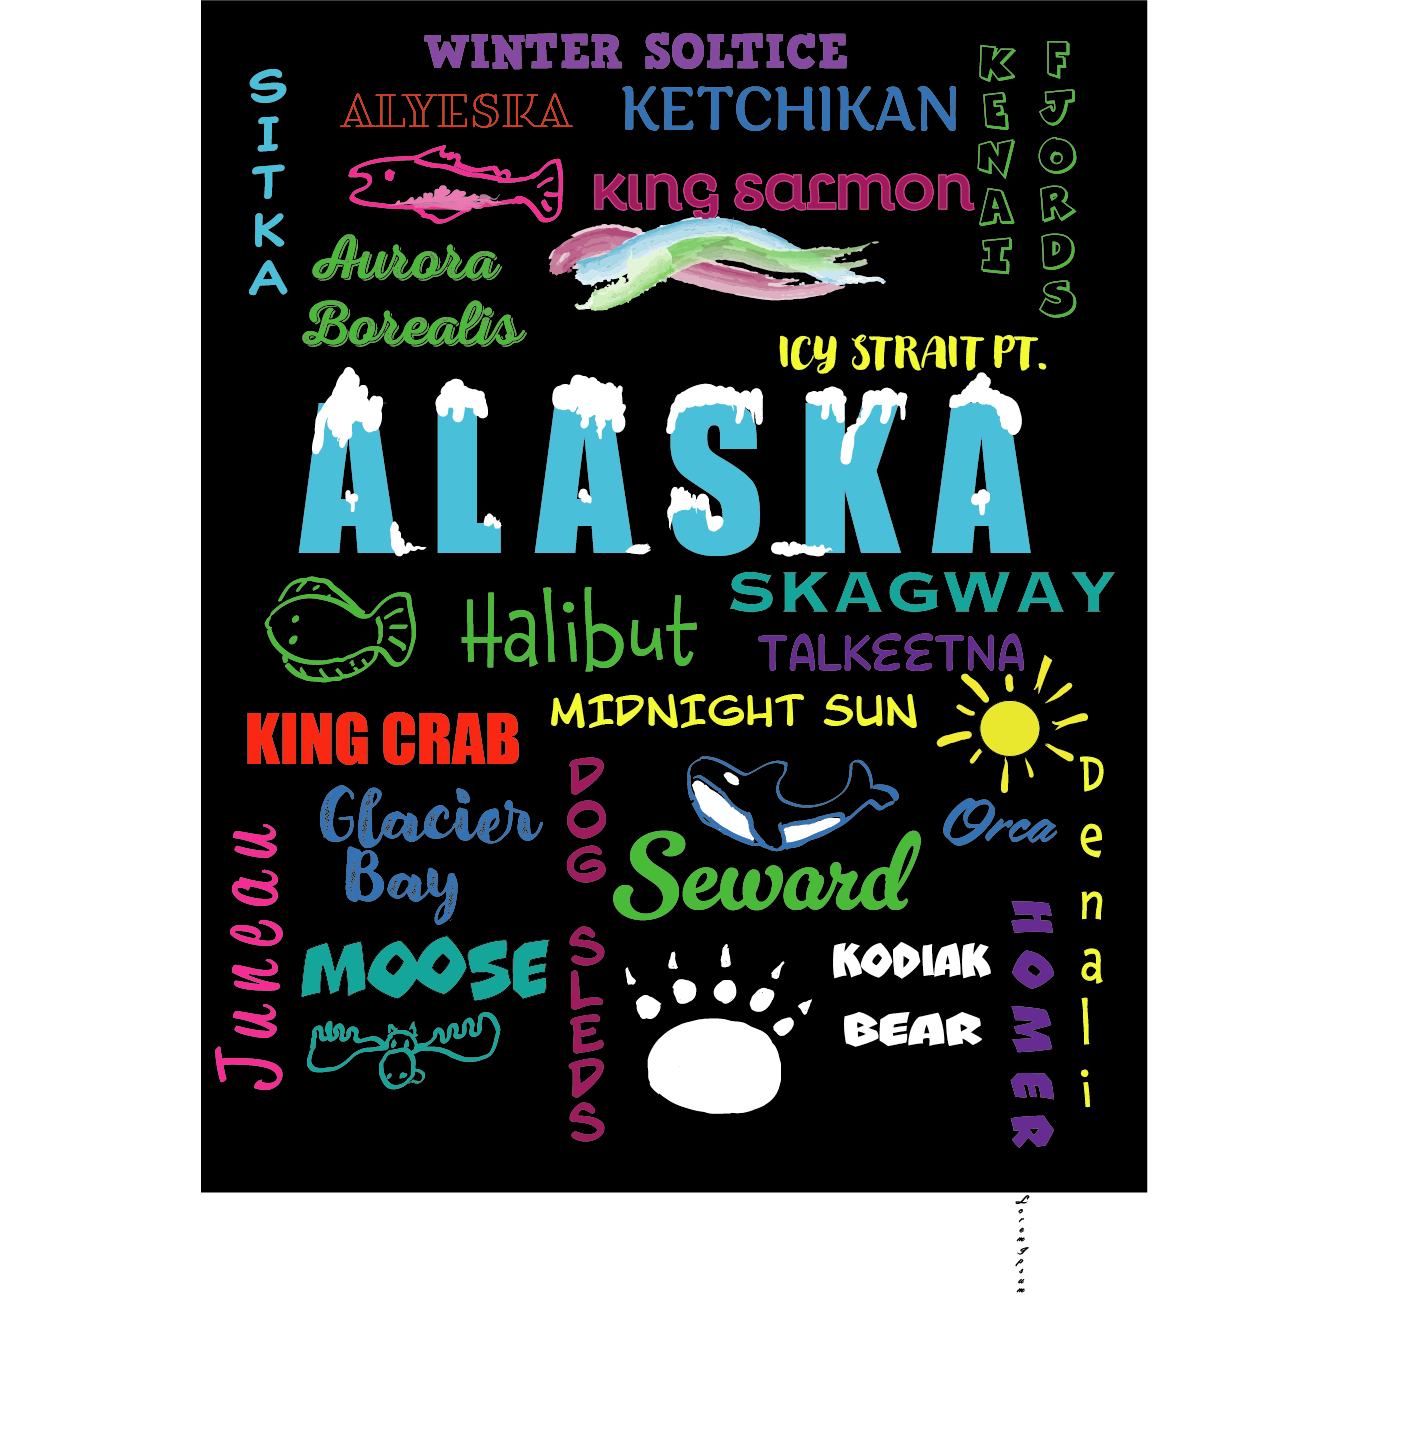 WINTER SOLTICE
SITKA
ALYESKA
KETCHIKAN
KENAI
FJORDS
King Salmon
Aurora
Borealis
ICY STRAIT PT.
ALASKA
SKAGWAY
Halibut
TALKEETNA
MIDNIGHT SUN
KING CRAB
Denali
DOG SLEDS
Glacier
Bay
Orca
Juneau
Seward
HOMER
MOOSE
KODIAK
BEAR